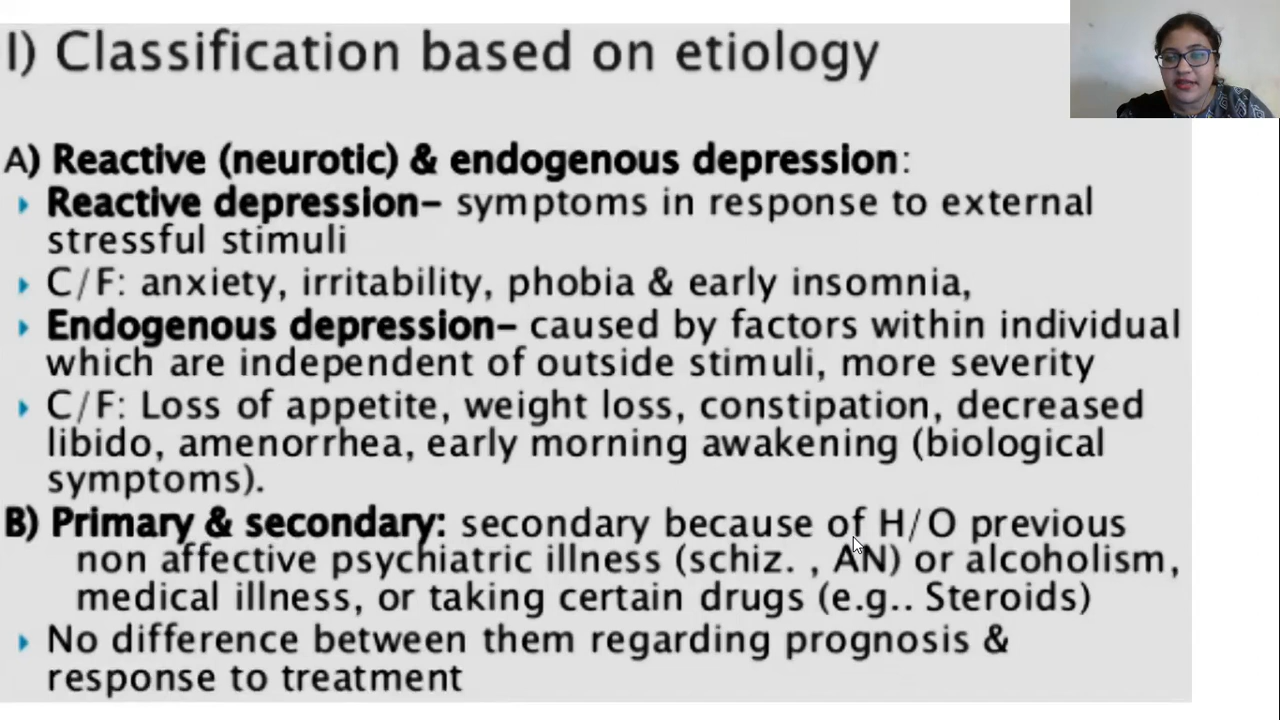 I) Classification based on etiology
A) Reactive (neurotic) & endogenous depression:
Reactive depression– symptoms in response to external
stressful stimuli
C/F: anxiety, irritability, phobia & early insomnia,
Endogenous depression– caused by factors within individual
which are independent of outside stimuli, more severity
C/F: Loss of appetite, weight loss, constipation, decreased
libido, amenorrhea, early morning awakening (biological
symptoms).
B) Primary & secondary: secondary because of H/O previous
non affective psychiatric illness (schiz. , AN) or alcoholism,
medical illness, or taking certain drugs (e.g.. Steroids)
No difference between them regarding prognosis &
response to treatment